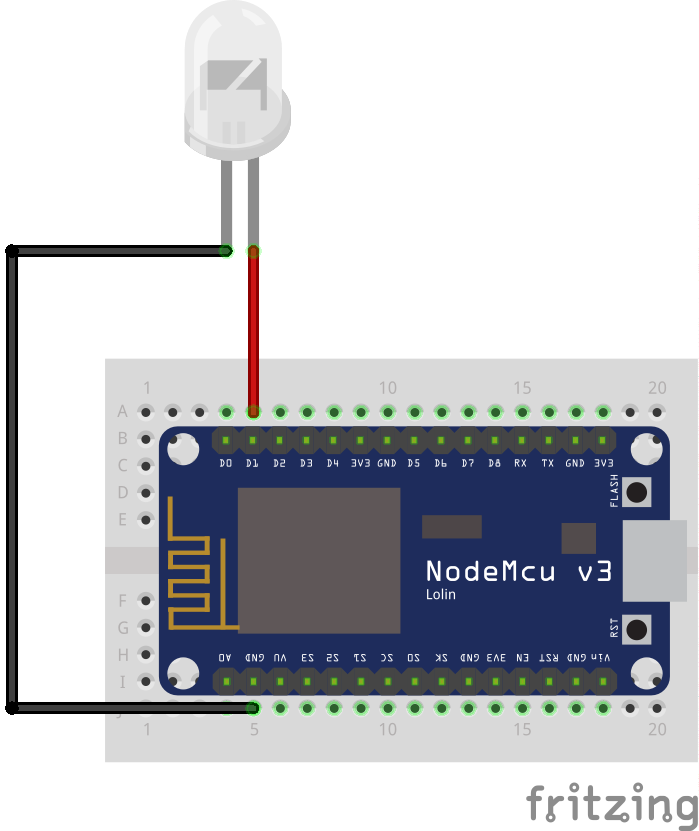 1 10 15 20
A
B
D0 D1 D2 D3 D4 3V3 GND D5 D6 D7 D8 RX TX GND 3V3
C
D
FLASH
E
NodeMcu v3
Lolin
F
G
RST
H
A0 GND VU S3 S2 S1 SC S0 SK GND 3V3 EN RST GND Vin
I
1 5 10 15 20
fritzing